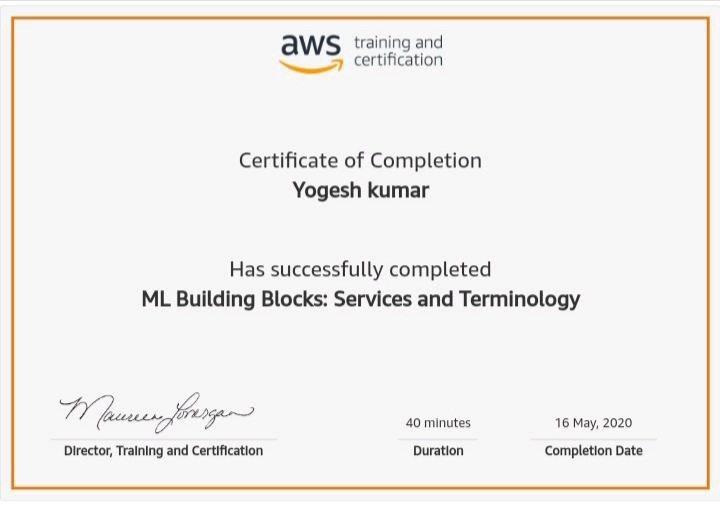 aws training and
certification
Certificate of Completion
Yogesh kumar
Has successfully completed
ML Building Blocks: Services and Terminology
Maureen Lonergan
Director, Training and Certification
40 minutes
Duration
16 May, 2020
Completion Date